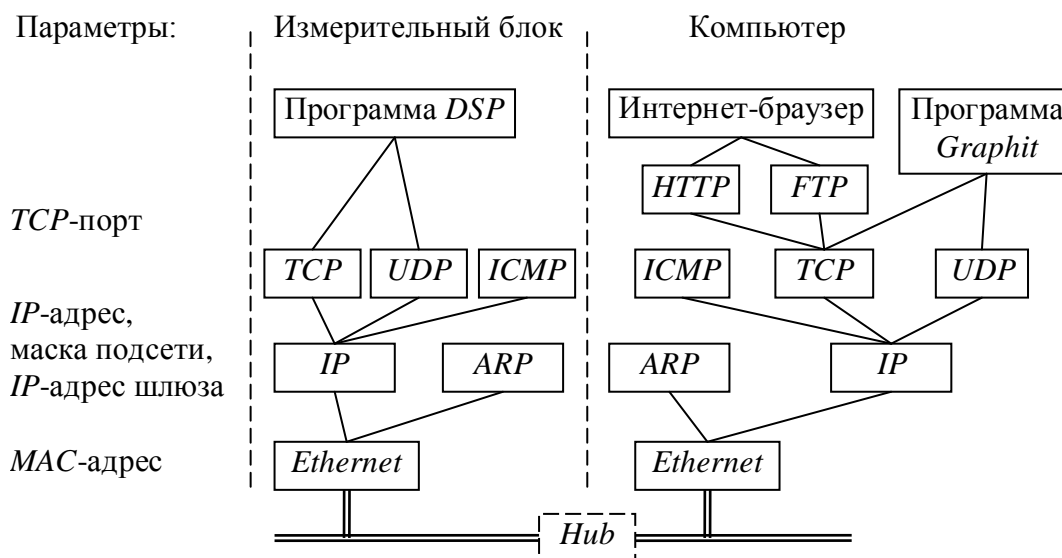 Параметры:
Измерительный блок
Компьютер
Программа DSP
Интернет-браузер
Программа
Graphit
HTTP
FTP
TCP-порт
TCP
UDP
ICMP
ICMP
TCP
UDP
IP-адрес,
маска подсети,
IP-адрес шлюза
IP
ARP
ARP
IP
MAC-адрес
Ethernet
Ethernet
Hub